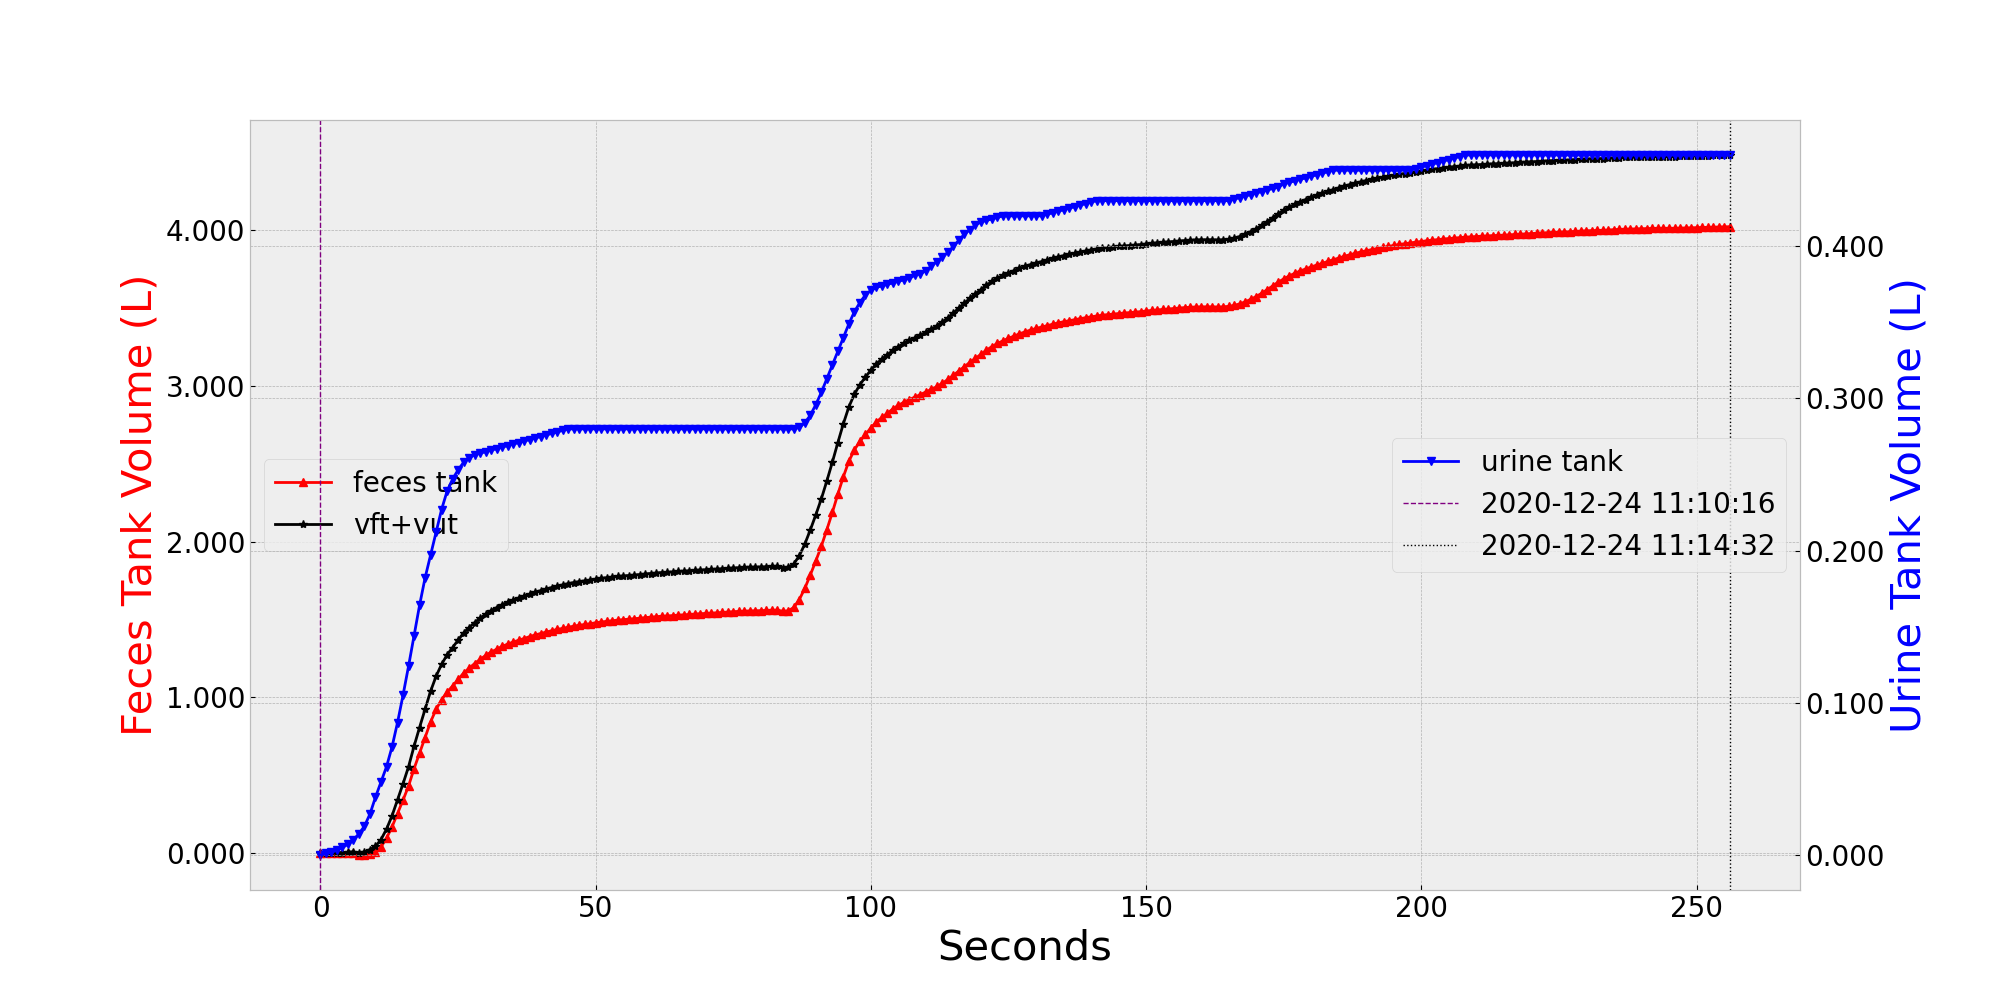 Feces Tank Volume (L)
4.000
3.000
2.000
1.000
0.000
feces tank
vft+vut
urine tank
2020-12-24 11:10:16
2020-12-24 11:14:32
0.400
0.300
0.200
0.100
0.000
Urine Tank Volume (L)
0 50 100 150 200 250
Seconds